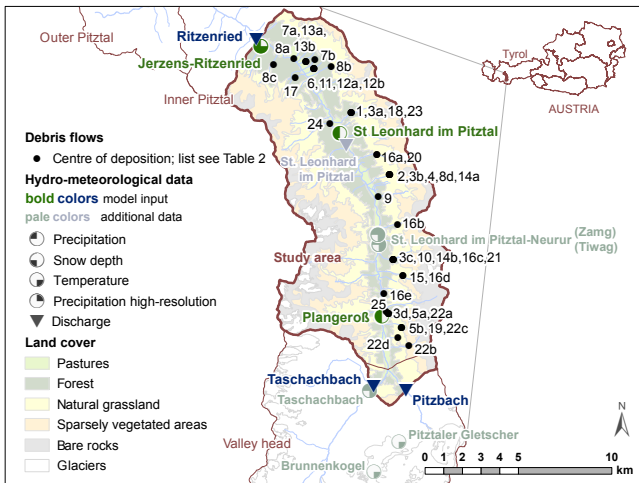 Outer Pitztal
Ritzenried
7a,13a,
8a 13b
7b
Jerzens-Ritzenried
8b
8c
17
6,11,12a,12b
Inner Pitztal
Tyrol
AUSTRIA
1,3a,18,23
24
St Leonhard im Pitztal
St. Leonhard
im Pitztal
16a,20
2,3b,4,8d,14a
9
16b
St. Leonhard im Pitztal-Neurur (Zamg)
(Tiwag)
Study area
3c,10,14b,16c,21
15,16d
16e
25
3d,5a,22a
Plangeroß
5b,19,22c
22d
22b
Taschachbach
Taschachbach
Pitzbach
Valley head
Pitztaler Gletscher
Brunnenkogel
Debris flows
Centre of deposition; list see Table 2
Hydro-meteorological data
bold colors model input
pale colors additional data
Precipitation
Snow depth
Temperature
Precipitation high-resolution
Discharge
Land cover
Pastures
Forest
Natural grassland
Sparsely vegetated areas
Bare rocks
Glaciers
N
0 1 2 3 4 5 6 8 10
km